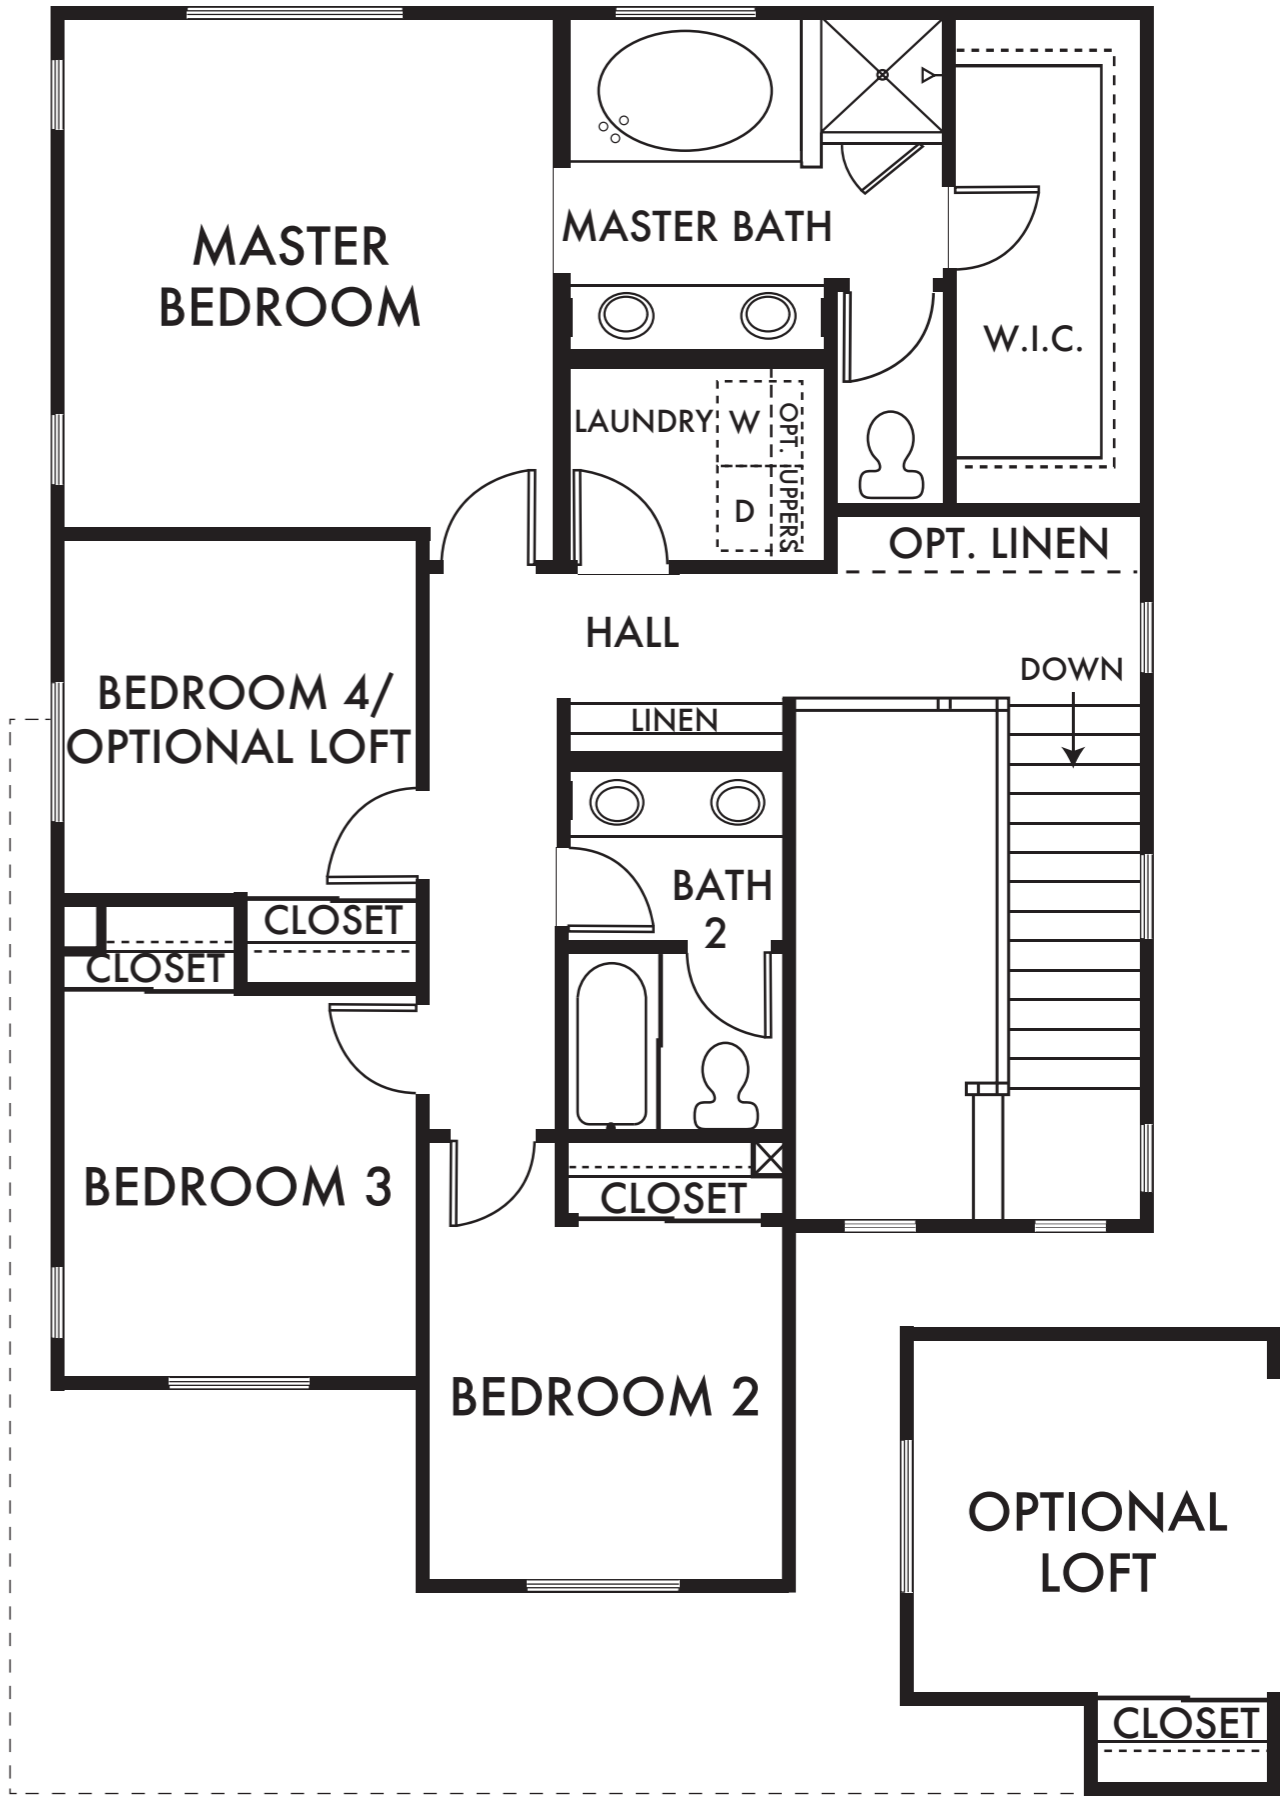 MASTER
BEDROOM
MASTER BATH
W.I.C.
LAUNDRY
W
D
OPT. UPPERS
OPT. LINEN
HALL
DOWN
BEDROOM 4/
OPTIONAL LOFT
LINEN
BATH
2
CLOSET
CLOSET
BEDROOM 3
CLOSET
BEDROOM 2
OPTIONAL
LOFT
CLOSET